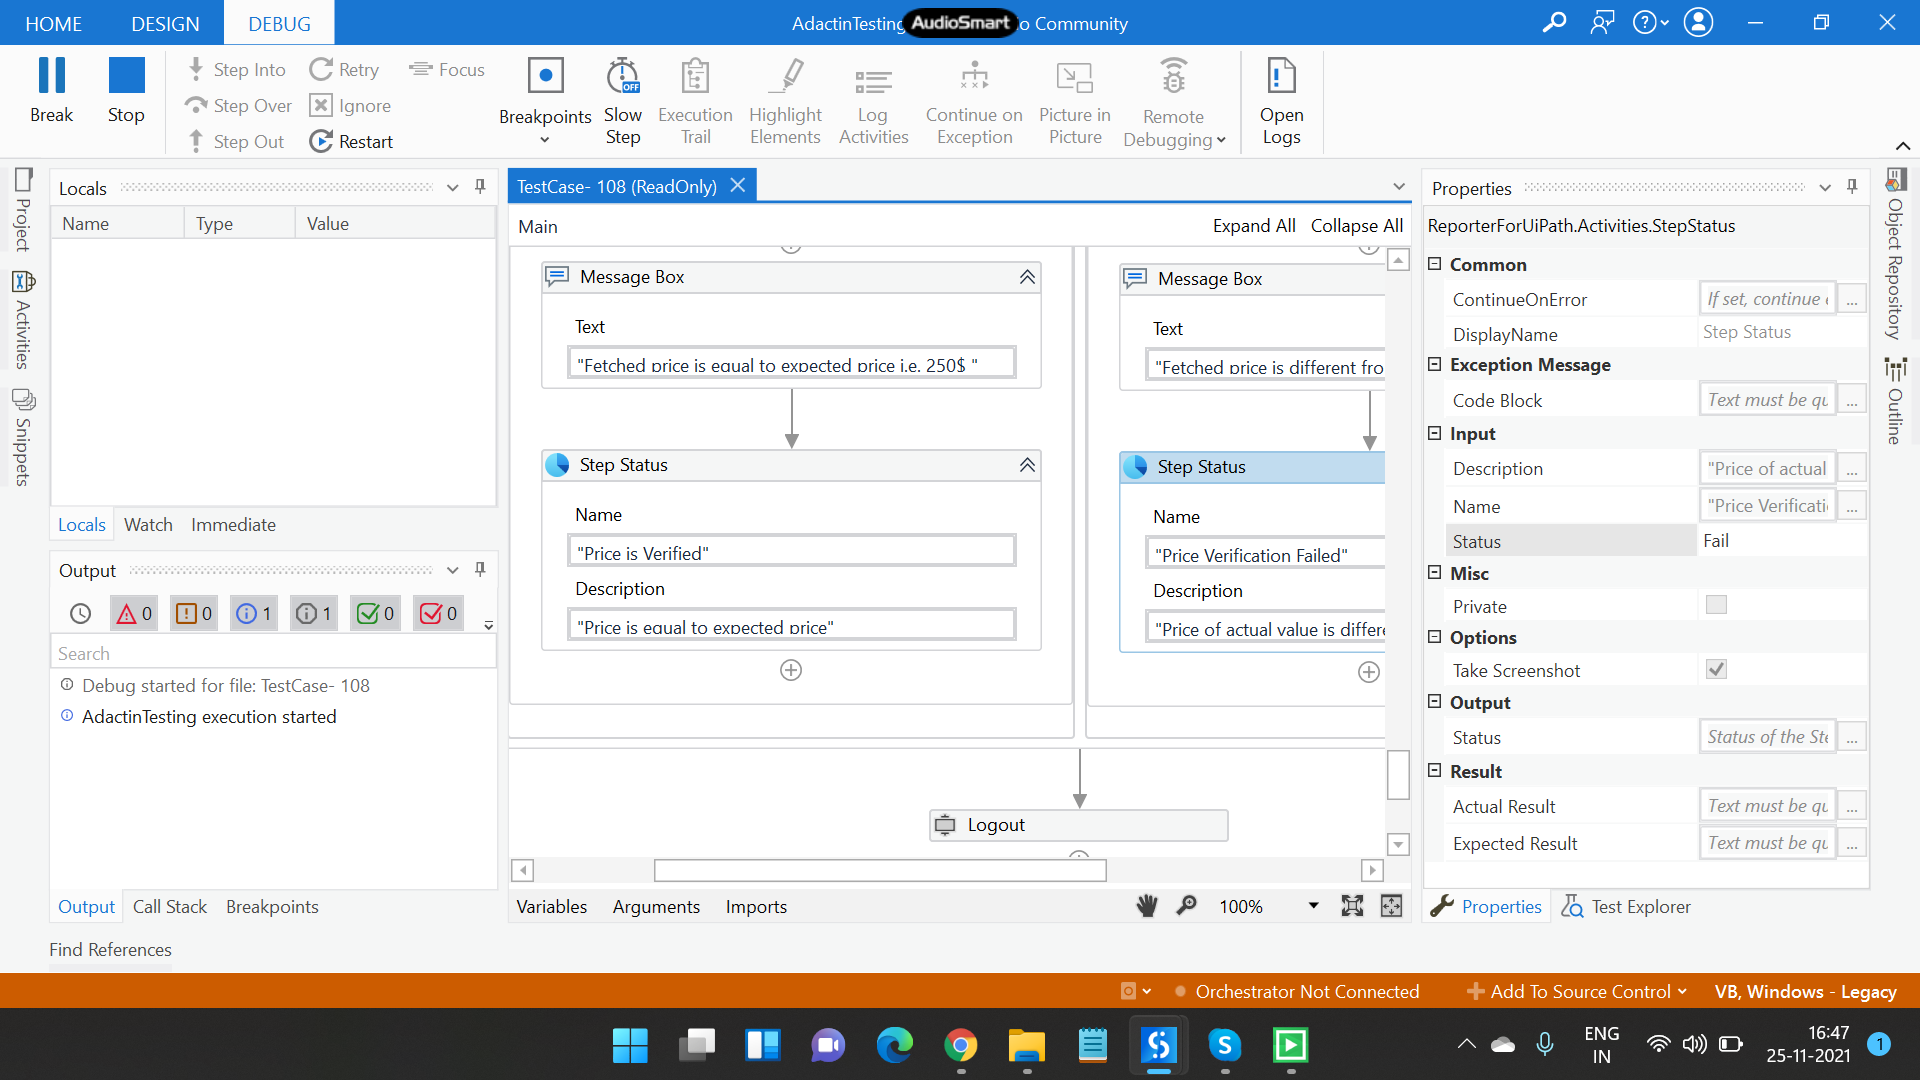 HOME DESIGN DEBUG
AdactinTesting
AudioSmart
o Community
Break
Stop
Step Into
Step Over
Step Out
Retry
Ignore
Restart
Focus
Breakpoints
Slow Step
Execution Trail
Highlight Elements
Log Activities
Continue on Exception
Picture in Picture
Remote Debugging
Open Logs
Project
Activities
Snippets
Locals
Name Type Value
Locals Watch Immediate
Output
0 0 1 1 0 0
Search
Debug started for file: TestCase- 108
AdactinTesting execution started
Output Call Stack Breakpoints
Find References
TestCase- 108 (ReadOnly)
Main
Expand All Collapse All
Message Box
Text
"Fetched price is equal to expected price i.e. 250$ "
Step Status
Name
"Price is Verified"
Description
"Price is equal to expected price"
Message Box
Text
"Fetched price is different fro
Step Status
Name
"Price Verification Failed"
Description
"Price of actual value is differe
Logout
Variables Arguments Imports
100%
Properties
ReporterForUiPath.Activities.StepStatus
Common
ContinueOnError If set, continue ...
DisplayName Step Status
Exception Message
Code Block Text must be qu ...
Input
Description "Price of actual ...
Name "Price Verificati ...
Status Fail
Misc
Private
Options
Take Screenshot
Output
Status Status of the Ste ...
Result
Actual Result Text must be qu ...
Expected Result Text must be qu ...
Properties Test Explorer
Object Repository
Outline
Orchestrator Not Connected
Add To Source Control
VB, Windows - Legacy
OFF
ENG
IN
16:47
25-11-2021
1